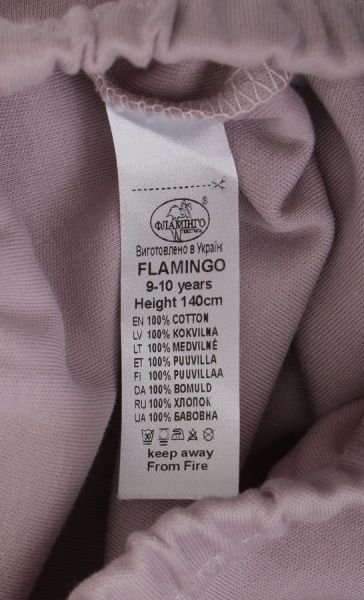 ФЛАМІНГО
ТЕКСТИЛЬ
Виготовлено в Україні
FLAMINGO
9-10 years
Height 140cm
EN 100% COTTON
LV 100% KOKVILNA
LT 100% MEDVILNĖ
ET 100% PUUVILLA
FI 100% PUUVILLAA
DA 100% BOMULD
RU 100% ХЛОПОК
UA 100% БАВОВНА
keep away
From Fire